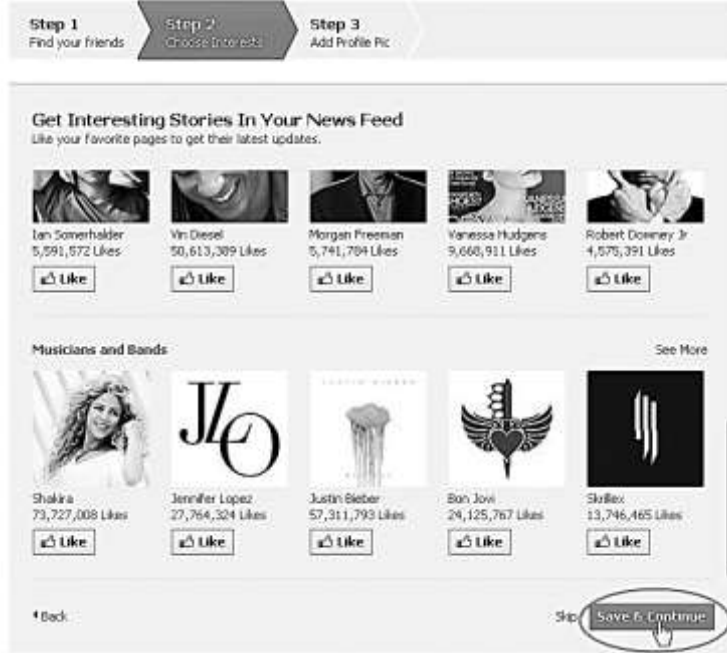 Step 1
Find your friends
Step 2
Choose Interests
Step 3
Add Profile Pic
Get Interesting Stories In Your News Feed
Like your favorite pages to get their latest updates.
Ian Somerhalder
5,591,572 Likes
Like
Vin Diesel
50,613,389 Likes
Like
Morgan Freeman
5,741,784 Likes
Like
Vanessa Hudgens
9,668,911 Likes
Like
Robert Downey Jr
4,575,391 Likes
Like
Musicians and Bands
See More
JLO
JUSTIN BIEBER
Shakira
73,727,008 Likes
Like
Jennifer Lopez
27,764,324 Likes
Like
Justin Bieber
57,311,793 Likes
Like
Bon Jovi
24,125,767 Likes
Like
Skrillex
13,746,465 Likes
Like
Back
Skip
Save & Continue